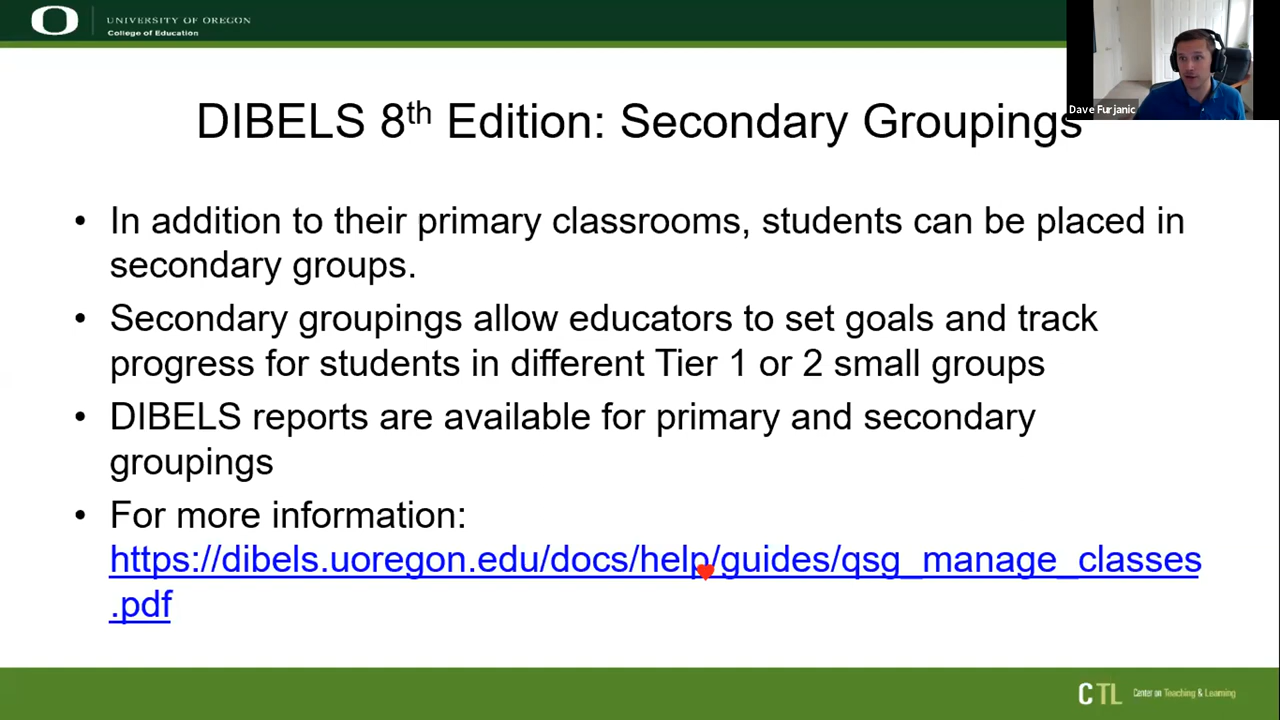 UNIVERSITY OF OREGON
College of Education
Dave Furjanic
DIBELS 8th Edition: Secondary Groupings
• In addition to their primary classrooms, students can be placed in
secondary groups.
• Secondary groupings allow educators to set goals and track
progress for students in different Tier 1 or 2 small groups
• DIBELS reports are available for primary and secondary
groupings
• For more information:
https://dibels.uoregon.edu/docs/help/guides/qsg_manage_classes
.pdf
CTL Center on Teaching & Learning